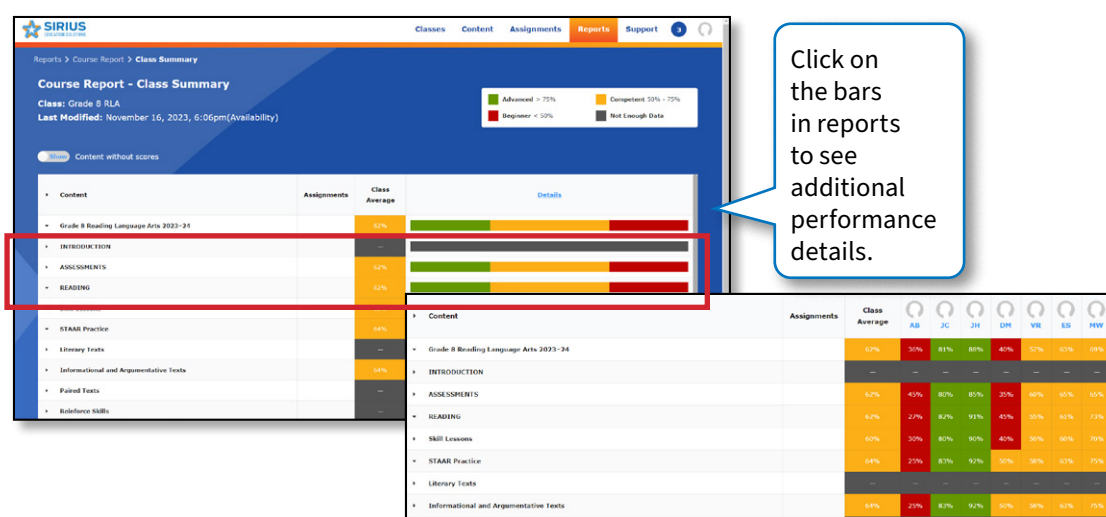 SIRIUS
EDUCATION SOLUTIONS
Classes Content Assignments Reports Support 3
Reports > Course Report > Class Summary
Course Report - Class Summary
Class: Grade 8 RLA
Last Modified: November 16, 2023, 6:06pm(Availability)
Advanced > 75% Competent 50% - 75%
Beginner < 50% Not Enough Data
Show Content without scores
Content Assignments Class Average Details
Grade 8 Reading Language Arts 2023-24 62%
INTRODUCTION --
ASSESSMENTS 62%
READING 62%
STAAR Practice 64%
Literary Texts --
Informational and Argumentative Texts 64%
Paired Texts --
Reinforce Skills --
Click on
the bars
in reports
to see
additional
performance
details.
Content Assignments Class Average AB JC JH DM VR ES MW
Grade 8 Reading Language Arts 2023-24 62% 36% 81% 88% 40% 57% 63% 69%
INTRODUCTION -- -- -- -- -- -- -- --
ASSESSMENTS 62% 45% 80% 85% 35% 60% 65% 65%
READING 62% 27% 82% 91% 45% 55% 61% 73%
Skill Lessons 60% 30% 80% 90% 40% 50% 60% 70%
STAAR Practice 64% 25% 83% 92% 50% 58% 63% 75%
Literary Texts -- -- -- -- -- -- -- --
Informational and Argumentative Texts 64% 25% 83% 92% 50% 58% 63% 75%